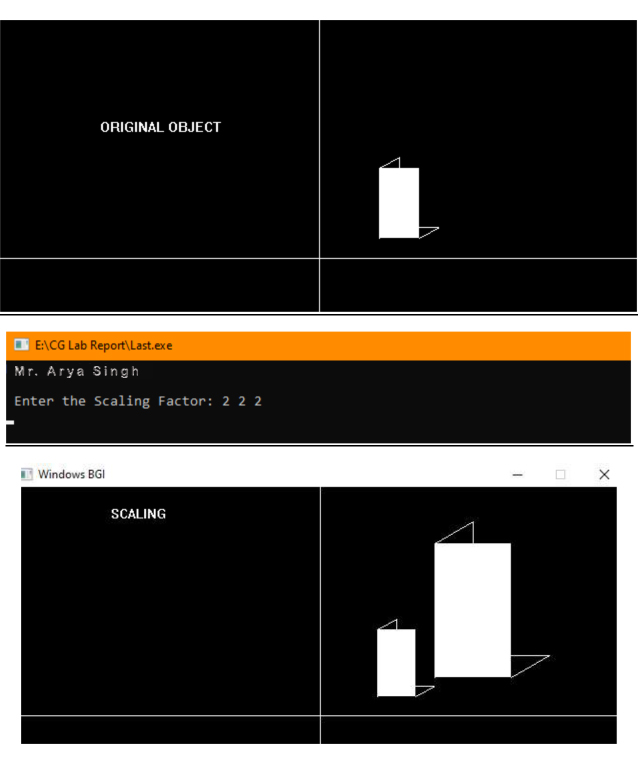 ORIGINAL OBJECT
E:\CG Lab Report\Last.exe
Mr. Arya Singh
Enter the Scaling Factor: 2 2 2
Windows BGI
SCALING